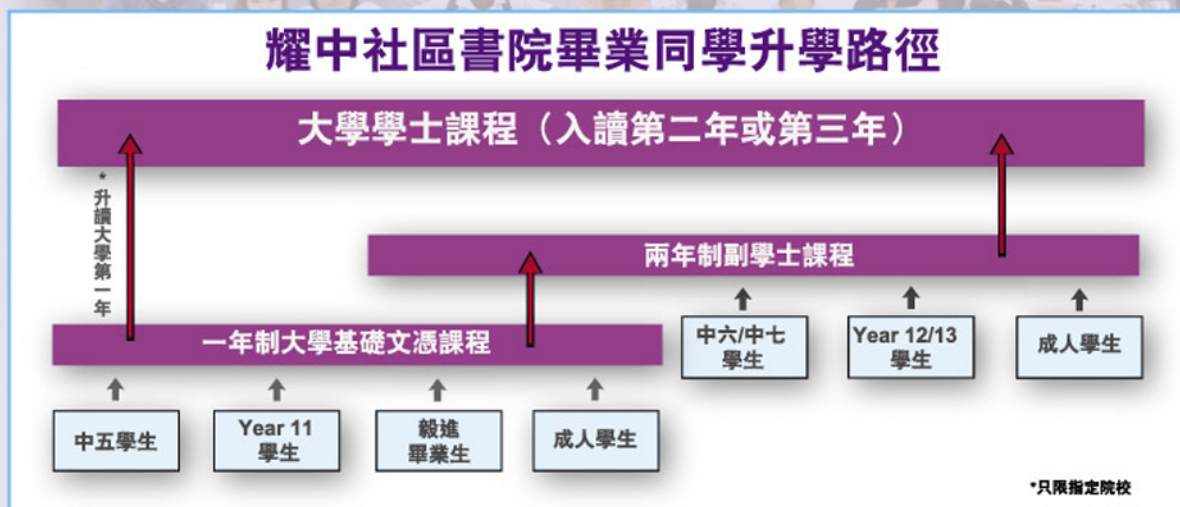 耀中社區書院畢業同學升學路徑
大學學士課程（入讀第二年或第三年）
*升讀大學第一年
兩年制副學士課程
一年制大學基礎文憑課程
中六/中七
學生
Year 12/13
學生
成人學生
中五學生
Year 11
學生
毅進
畢業生
成人學生
*只限指定院校